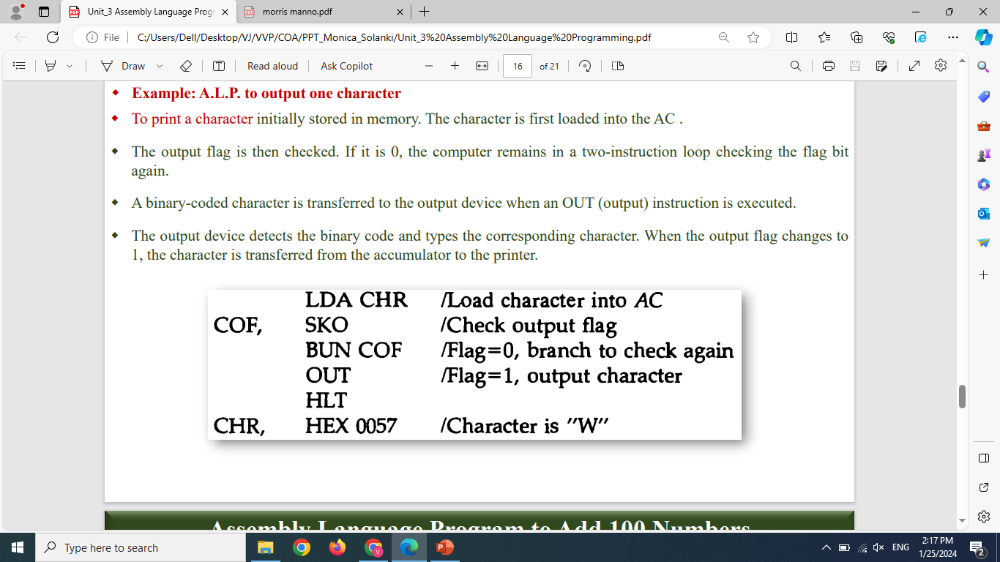 Unit_3 Assembly Language Prog
morris manno.pdf
File
C:/Users/Dell/Desktop/VJ/VVP/COA/PPT_Monica_Solanki/Unit_3%20Assembly%20Language%20Programming.pdf
Draw
Read aloud
Ask Copilot
16
of 21
Example: A.L.P. to output one character
To print a character initially stored in memory. The character is first loaded into the AC .
The output flag is then checked. If it is 0, the computer remains in a two-instruction loop checking the flag bit
again.
A binary-coded character is transferred to the output device when an OUT (output) instruction is executed.
The output device detects the binary code and types the corresponding character. When the output flag changes to
1, the character is transferred from the accumulator to the printer.
LDA CHR /Load character into AC
COF, SKO /Check output flag
BUN COF /Flag=0, branch to check again
OUT /Flag=1, output character
HLT
CHR, HEX 0057 /Character is "W"
Assembly Language Program to Add 100 Numbers
Type here to search
ENG
2:17 PM
1/25/2024
2